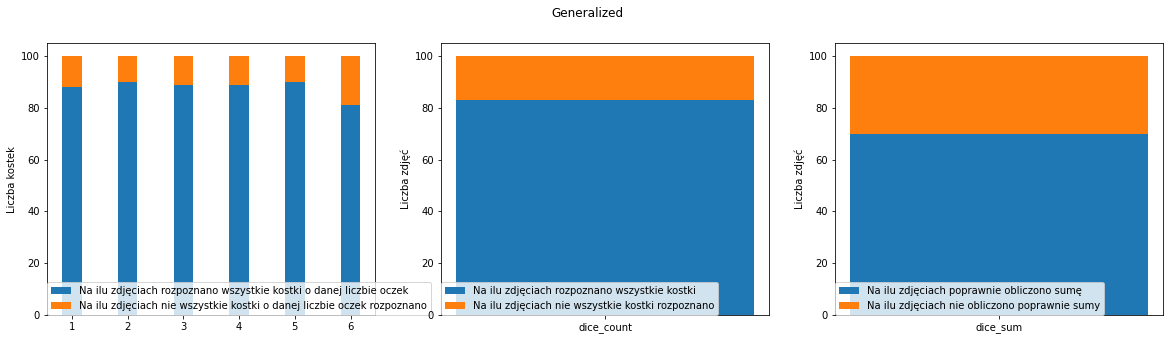 Generalized
Liczba kostek
100
80
60
40
20
0
1 2 3 4 5 6
Na ilu zdjęciach rozpoznano wszystkie kostki o danej liczbie oczek
Na ilu zdjęciach nie wszystkie kostki o danej liczbie oczek rozpoznano
Liczba zdjęć
100
80
60
40
20
0
Na ilu zdjęciach rozpoznano wszystkie kostki
Na ilu zdjęciach nie wszystkie kostki rozpoznano
dice_count
Liczba zdjęć
100
80
60
40
20
0
Na ilu zdjęciach poprawnie obliczono sumę
Na ilu zdjęciach nie obliczono poprawnie sumy
dice_sum